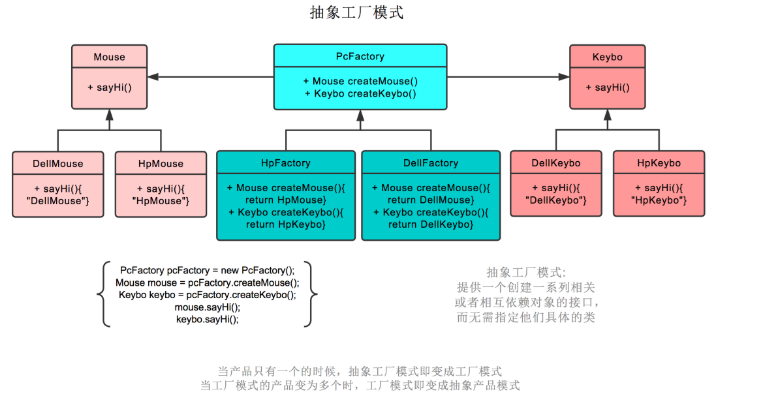 抽象工厂模式
Mouse
+ sayHi()
PcFactory
+ Mouse createMouse()
+ Keybo createKeybo()
Keybo
+ sayHi()
DellMouse
+ sayHi(){
"DellMouse"}
HpMouse
+ sayHi(){
"HpMouse"}
HpFactory
+ Mouse createMouse(){
return HpMouse}
+ Keybo createKeybo(){
return HpKeybo}
DellFactory
+ Mouse createMouse(){
return DellMouse}
+ Keybo createKeybo(){
return DellKeybo}
DellKeybo
+ sayHi(){
"DellKeybo"}
HpKeybo
+ sayHi(){
"HpKeybo"}
PcFactory pcFactory = new PcFactory();
Mouse mouse = pcFactory.createMouse();
Keybo keybo = pcFactory.createKeybo();
mouse.sayHi();
keybo.sayHi();
抽象工厂模式:
提供一个创建一系列相关
或者相互依赖对象的接口，
而无需指定他们具体的类
当产品只有一个的时候，抽象工厂模式即变成工厂模式
当工厂模式的产品变为多个时，工厂模式即变成抽象产品模式